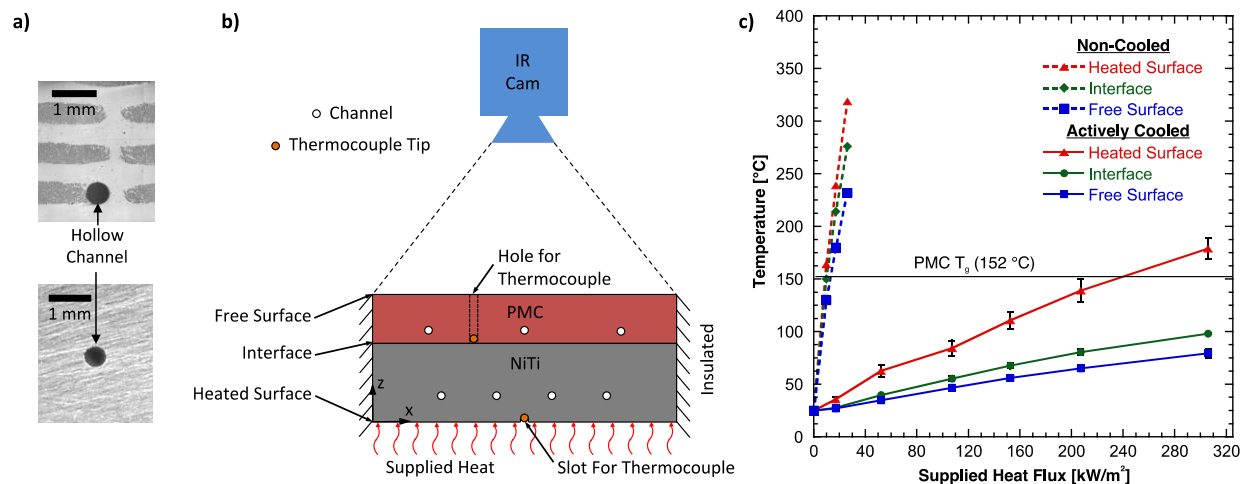 a)
1 mm
Hollow
Channel
1 mm
b)
IR
Cam
Channel
Thermocouple Tip
Hole for
Thermocouple
Free Surface
PMC
Interface
NiTi
Insulated
z
Heated Surface
x
Supplied Heat
Slot For Thermocouple
c)
400
350
300
250
200
150
100
50
0
Temperature [°C]
Non-Cooled
Heated Surface
Interface
Free Surface
Actively Cooled
Heated Surface
Interface
Free Surface
PMC Tg (152 °C)
0 40 80 120 160 200 240 280 320
Supplied Heat Flux [kW/m²]